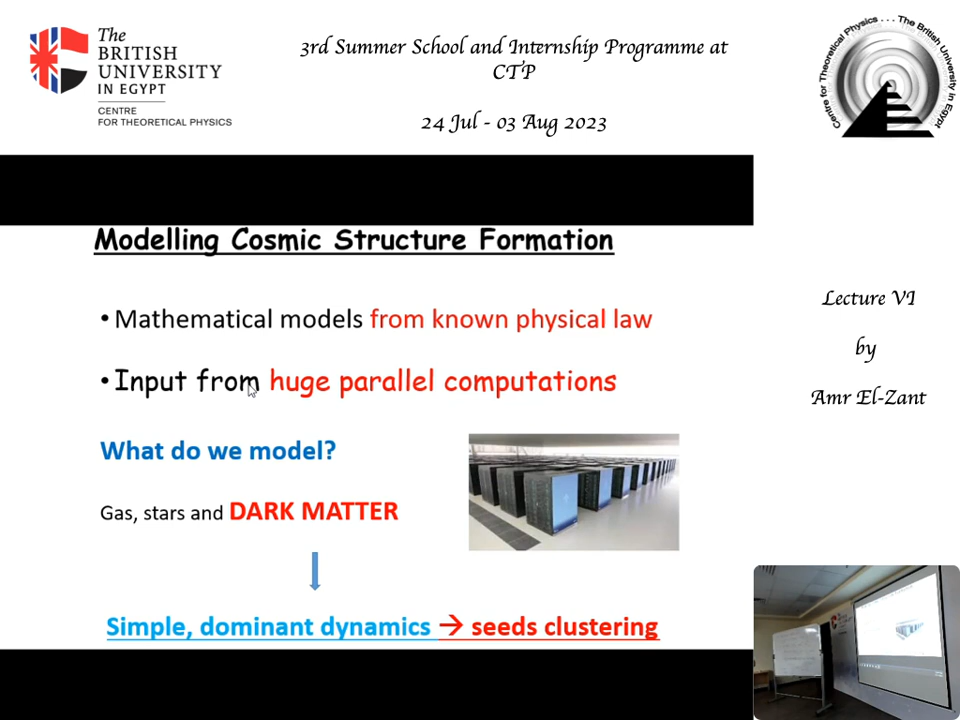 The
BRITISH
UNIVERSITY
IN EGYPT
CENTRE
FOR THEORETICAL PHYSICS
3rd Summer School and Internship Programme at
CTP
24 Jul - 03 Aug 2023
Centre for Theoretical Physics . . . The British University in Egypt
Modelling Cosmic Structure Formation
• Mathematical models from known physical law
• Input from huge parallel computations
What do we model?
Gas, stars and DARK MATTER
Simple, dominant dynamics → seeds clustering
Lecture VI
by
Amr El-Zant